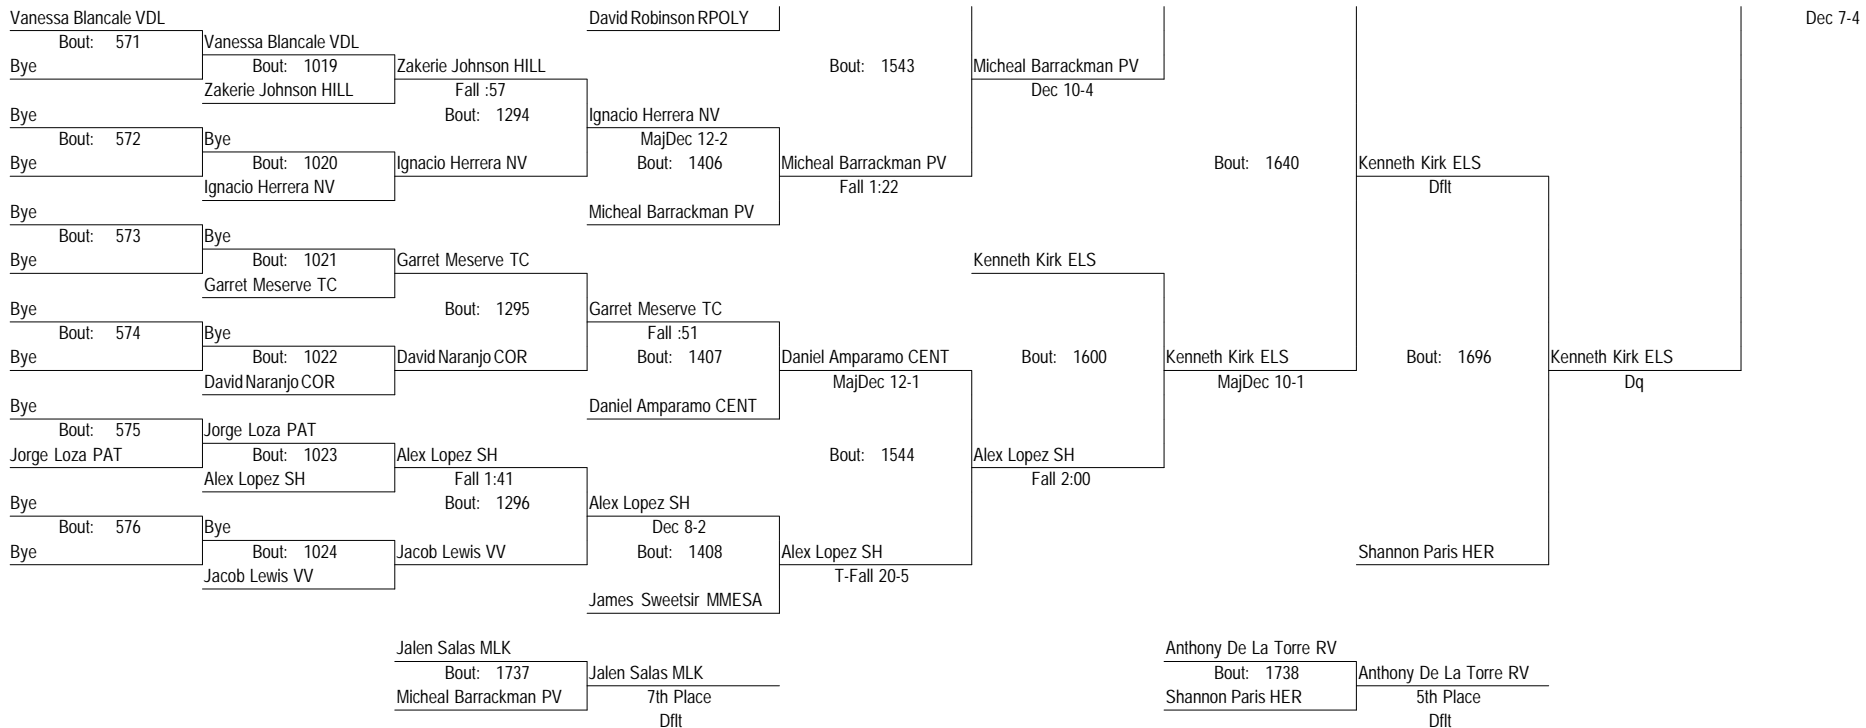 Vanessa Blancale VDL
Bout: 571
Bye
Bye
Bout: 572
Bye
Bye
Bout: 573
Bye
Bye
Bout: 574
Bye
Bye
Bout: 575
Jorge Loza PAT
Bye
Bout: 576
Bye
Vanessa Blancale VDL
Bout: 1019
Zakerie Johnson HILL
Bye
Bout: 1020
Ignacio Herrera NV
Bye
Bout: 1021
Garret Meserve TC
Bye
Bout: 1022
David Naranjo COR
Jorge Loza PAT
Bout: 1023
Alex Lopez SH
Bye
Bout: 1024
Jacob Lewis VV
Zakerie Johnson HILL
Fall :57
Bout: 1294
Ignacio Herrera NV
Garret Meserve TC
Bout: 1295
David Naranjo COR
Alex Lopez SH
Fall 1:41
Bout: 1296
Jacob Lewis VV
David Robinson RPOLY
Ignacio Herrera NV
MajDec 12-2
Bout: 1406
Micheal Barrackman PV
Garret Meserve TC
Fall :51
Bout: 1407
Daniel Amparamo CENT
Alex Lopez SH
Dec 8-2
Bout: 1408
James Sweetsir MMESA
Bout: 1543
Micheal Barrackman PV
Fall 1:22
Daniel Amparamo CENT
MajDec 12-1
Bout: 1544
Alex Lopez SH
T-Fall 20-5
Micheal Barrackman PV
Dec 10-4
Kenneth Kirk ELS
Bout: 1600
Alex Lopez SH
Fall 2:00
Bout: 1640
Kenneth Kirk ELS
MajDec 10-1
Kenneth Kirk ELS
Dflt
Bout: 1696
Shannon Paris HER
Kenneth Kirk ELS
Dq
Dec 7-4
Jalen Salas MLK
Bout: 1737
Micheal Barrackman PV
Jalen Salas MLK
7th Place
Dflt
Anthony De La Torre RV
Bout: 1738
Shannon Paris HER
Anthony De La Torre RV
5th Place
Dflt